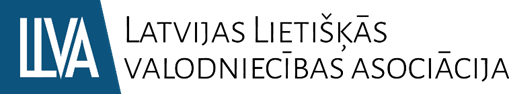 LLVA
LATVIJAS LIETIŠĶĀS
VALODNIECĪBAS ASOCIĀCIJA